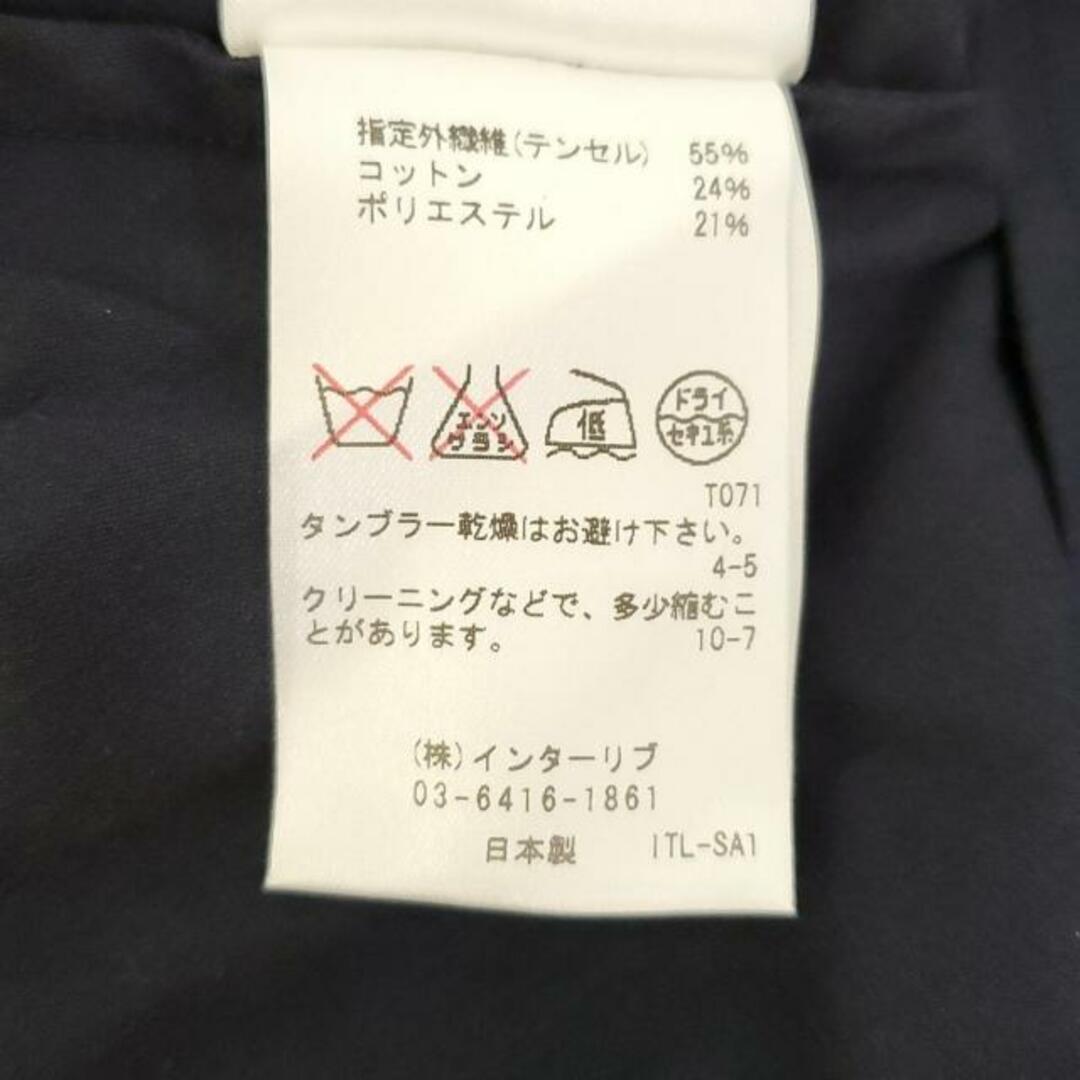 指定外繊維(テンセル) 55%
コットン 24%
ポリエステル 21%
エンソ
サラシ
低
ドライ
セキユ系
T071
タンブラー乾燥はお避け下さい。
4-5
クリーニングなどで、多少縮むこ
とがあります。 10-7
(株)インターリブ
03-6416-1861
日本製 ITL-SA1